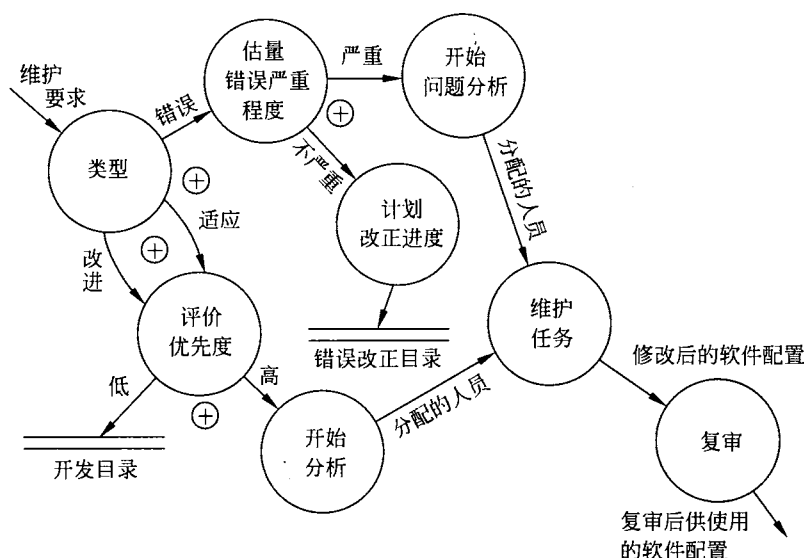 维护
要求
类型
错误
估量
错误严重
程度
严重
开始
问题分析
不严重
计划
改正进度
错误改正目录
分配的人员
适应
改
进
评价
优先度
低
开发目录
高
开始
分析
分配的人员
维护
任务
修改后的软件配置
复审
复审后供使用
的软件配置